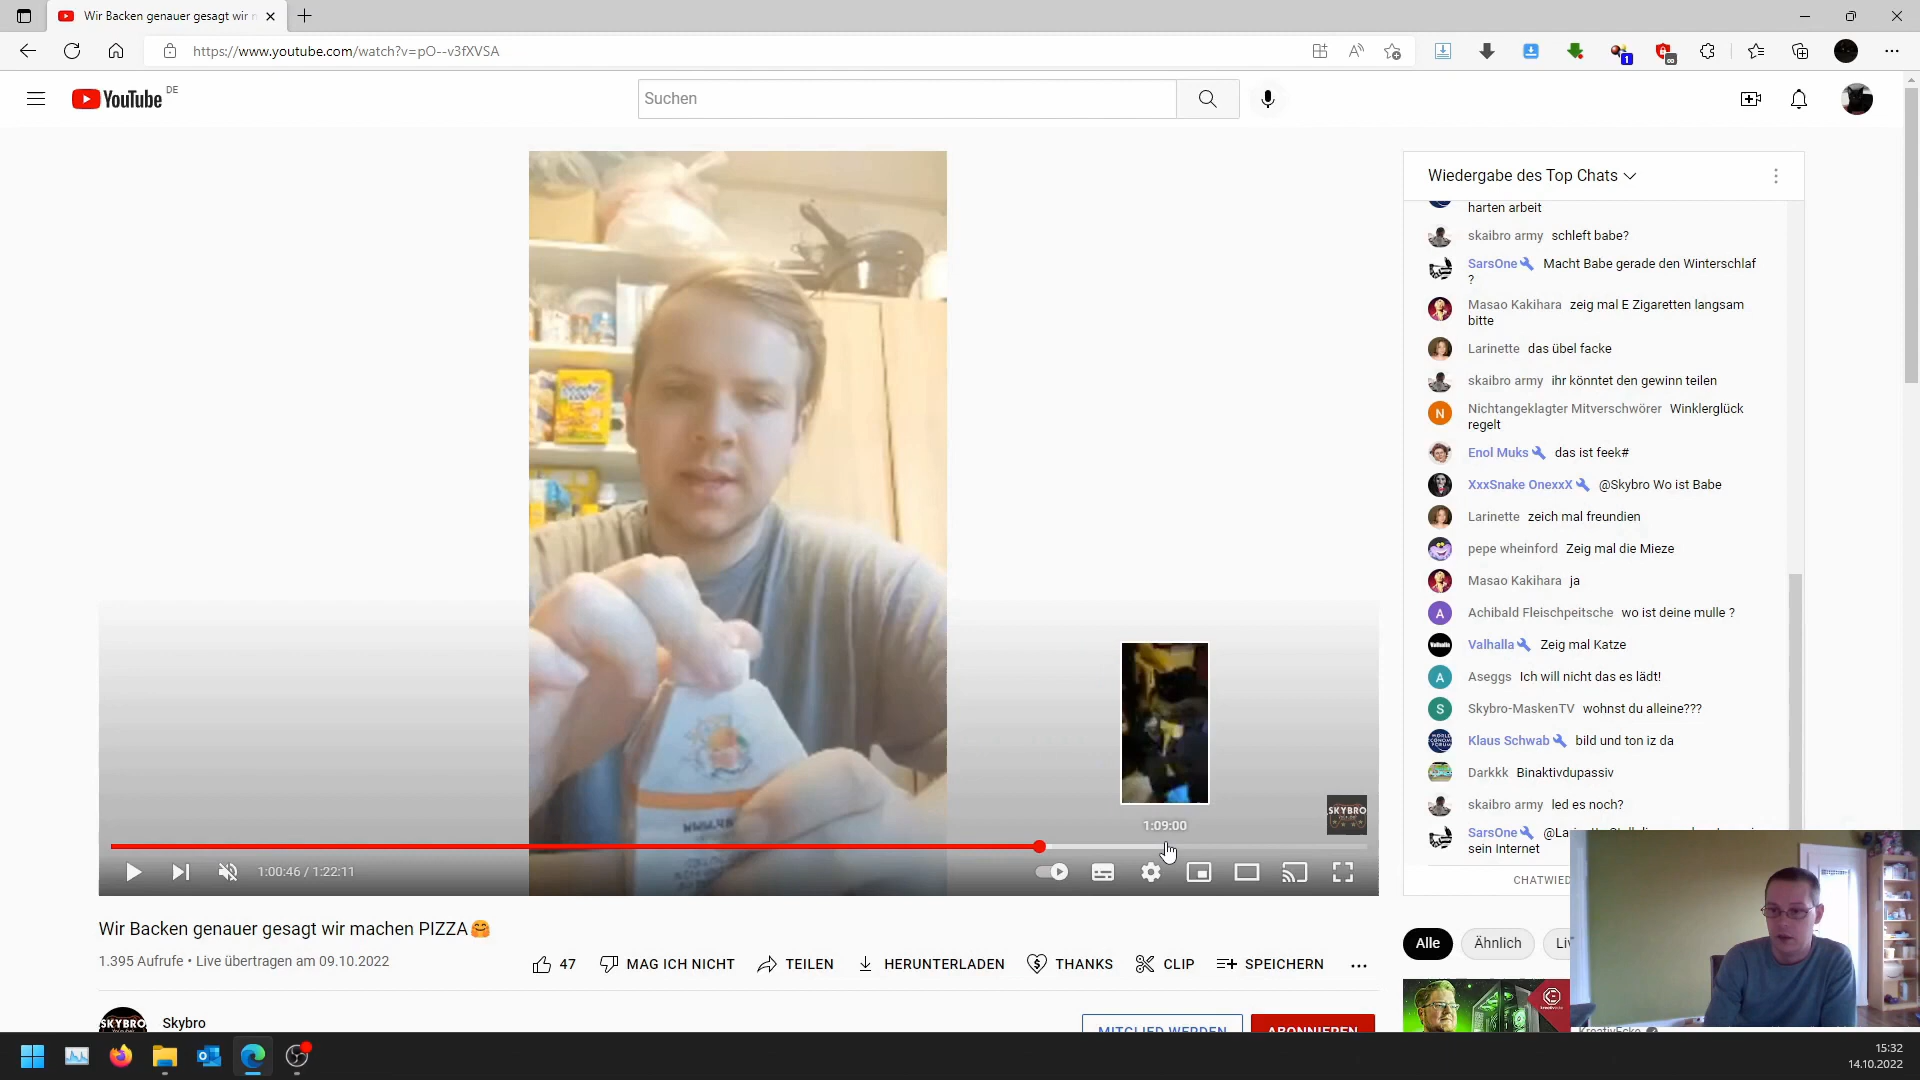 Wir Backen genauer gesagt wir
https://www.youtube.com/watch?v=pO--v3fXVSA
1
YouTube DE
Suchen
Wiedergabe des Top Chats
harten arbeit
skaibro army schleft babe?
SarsOne Macht Babe gerade den Winterschlaf
?
Masao Kakihara zeig mal E Zigaretten langsam
bitte
Larinette das übel facke
skaibro army ihr könntet den gewinn teilen
N Nichtangeklagter Mitverschwörer Winklerglück
regelt
Enol Muks das ist feek#
XxxSnake OnexxX @Skybro Wo ist Babe
Larinette zeich mal freundien
pepe wheinford Zeig mal die Mieze
Masao Kakihara ja
A Achibald Fleischpeitsche wo ist deine mulle ?
Valhalla Zeig mal Katze
A Aseggs Ich will nicht das es lädt!
S Skybro-MaskenTV wohnst du alleine???
Klaus Schwab bild und ton iz da
Darkkk Binaktivdupassiv
skaibro army led es noch?
SarsOne
sein Internet
CHATWIED
SKYBRO
1:09:00
1:00:46 / 1:22:11
Wir Backen genauer gesagt wir machen PIZZA🤗
1.395 Aufrufe • Live übertragen am 09.10.2022
47
MAG ICH NICHT
TEILEN
HERUNTERLADEN
THANKS
CLIP
SPEICHERN
Alle
Ähnlich
SKYBRO
Skybro
MITGLIED WERDEN
ABONNIEREN
15:32
14.10.2022